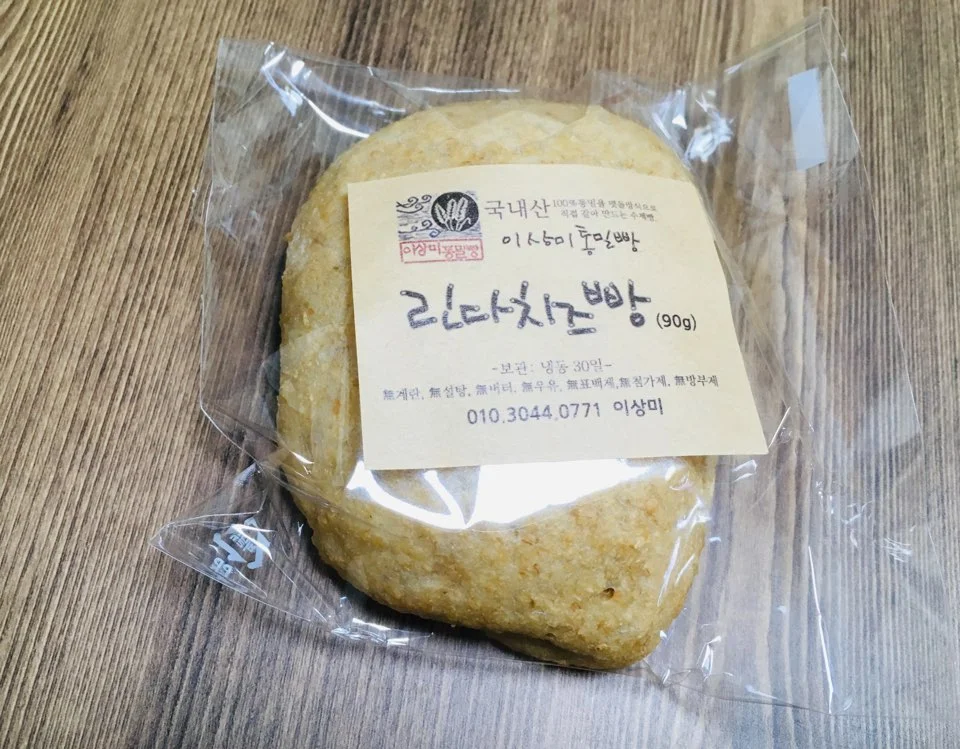 국내산 100%통밀을 맷돌방식으로
직접 갈아 만드는 수제빵
이상미통밀빵
이상미통밀빵
린다치즈빵 (90g)
-보관: 냉동 30일-
無계란, 無설탕, 無버터, 無우유, 無표백제, 無첨가제, 無방부제
010.3044.0771 이상미